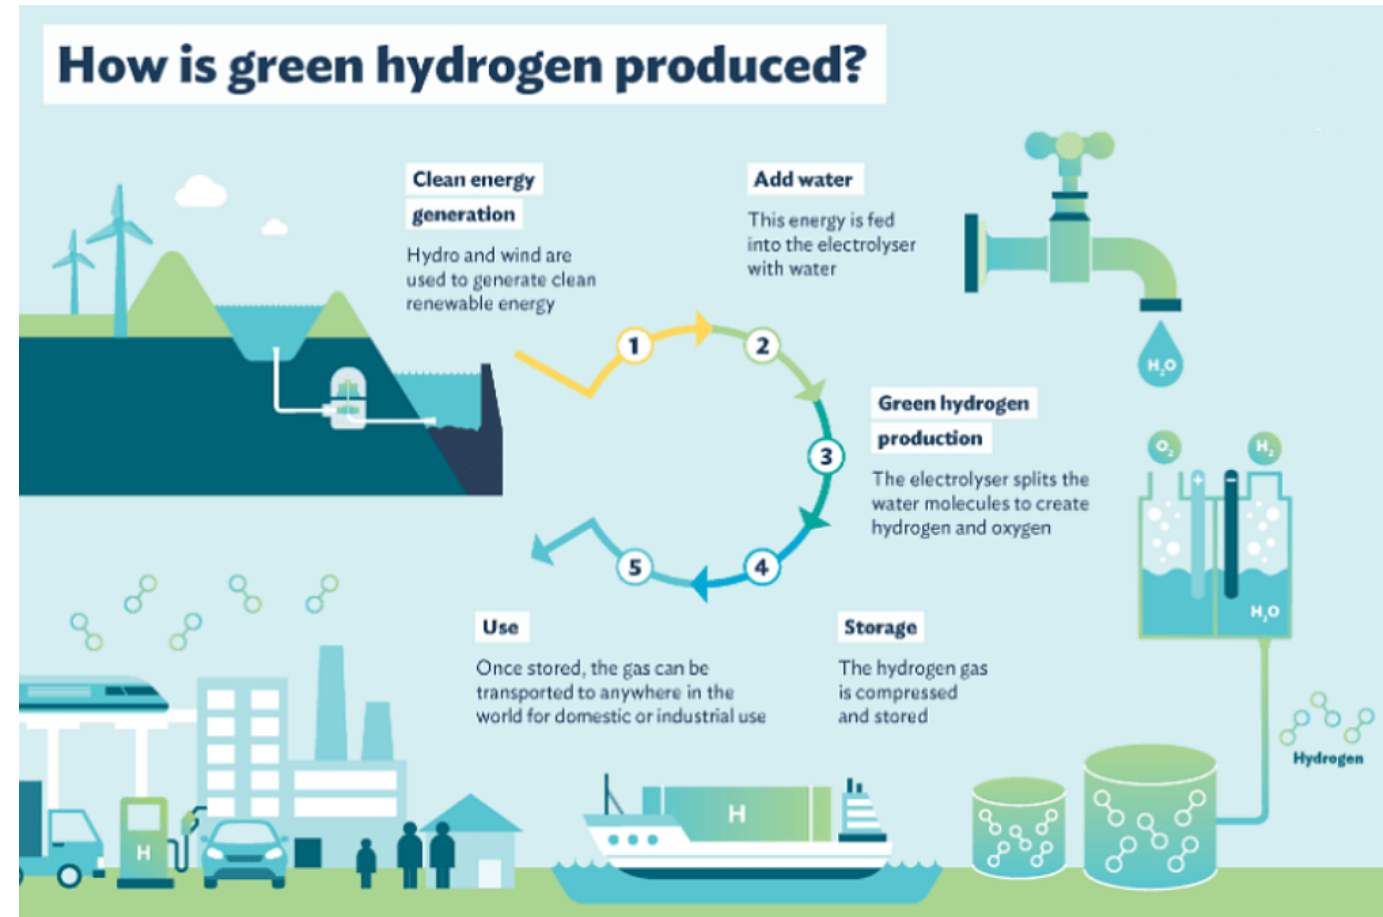 How is green hydrogen produced?
Clean energy
generation
Hydro and wind are
used to generate clean
renewable energy
Add water
This energy is fed
into the electrolyser
with water
H₂O
1
2
3
4
5
Green hydrogen
production
The electrolyser splits the
water molecules to create
hydrogen and oxygen
O₂
H₂
+
−
H₂O
Use
Once stored, the gas can be
transported to anywhere in the
world for domestic or industrial use
Storage
The hydrogen gas
is compressed
and stored
Hydrogen
H
H